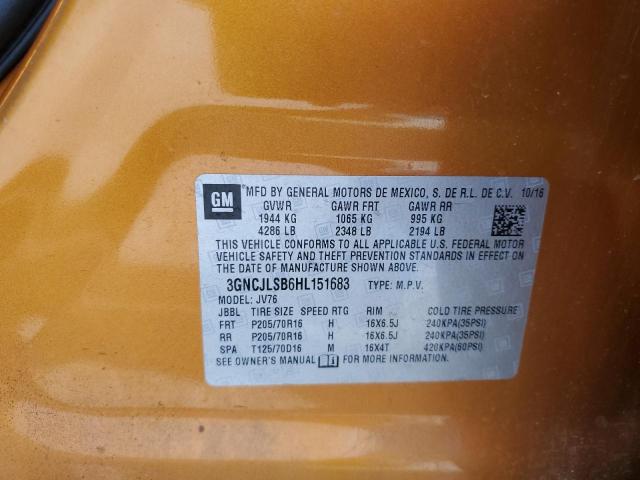 GM
MFD BY GENERAL MOTORS DE MEXICO, S. DE R.L. DE C.V. 10/16
GVWR GAWR FRT GAWR RR
1944 KG 1065 KG 995 KG
4286 LB 2348 LB 2194 LB
THIS VEHICLE CONFORMS TO ALL APPLICABLE U.S. FEDERAL MOTOR
VEHICLE SAFETY AND THEFT PREVENTION STANDARDS IN EFFECT ON
THE DATE OF MANUFACTURE SHOWN ABOVE.
3GNCJLSB6HL151683 TYPE: M.P.V.
MODEL: JV76
JBBL TIRE SIZE SPEED RTG RIM COLD TIRE PRESSURE
FRT P205/70R16 H 16X6.5J 240KPA(35PSI)
RR P205/70R16 H 16X6.5J 240KPA(35PSI)
SPA T125/70D16 M 16X4T 420KPA(60PSI)
SEE OWNER'S MANUAL FOR MORE INFORMATION.